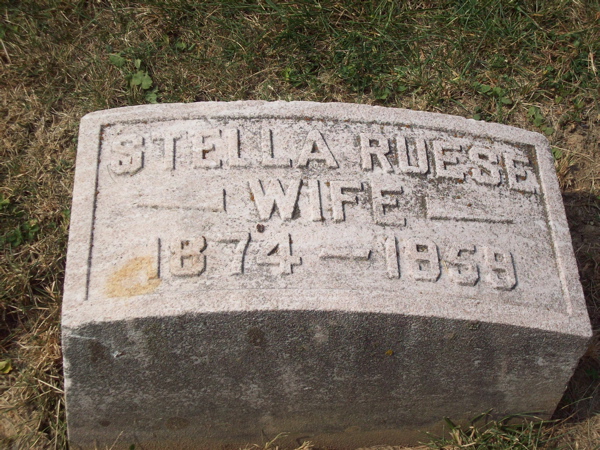 STELLA RUESE
WIFE
1874 — 1959